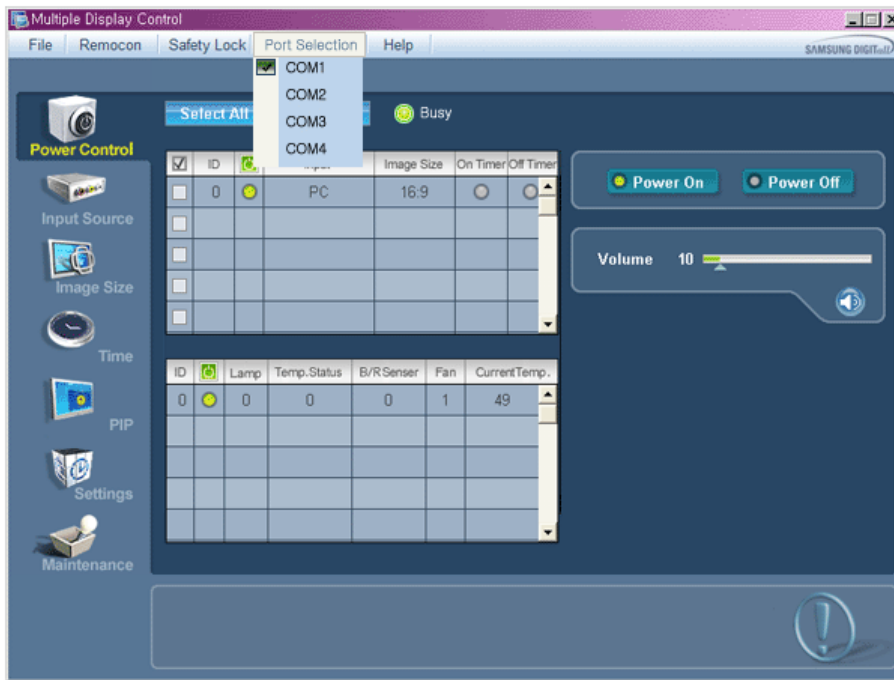 Multiple Display Control
File Remocon Safety Lock Port Selection Help
SAMSUNG DIGITall
COM1
COM2
COM3
COM4
Select All
Busy
Power Control
Input Source
Image Size
Time
PIP
Settings
Maintenance
ID Image Size On Timer Off Timer
0 PC 16:9
Power On Power Off
Volume 10
ID Lamp Temp.Status B/RSenser Fan CurrentTemp.
0 0 0 0 1 49